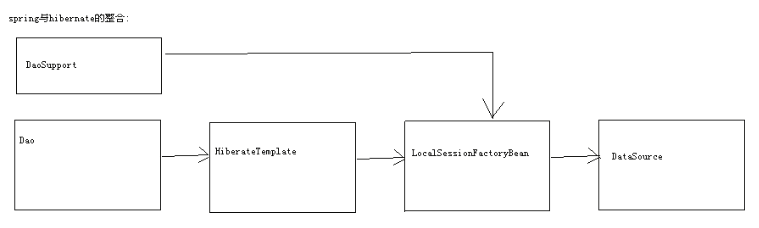 spring与hibernate的整合:
DaoSupport
Dao
HiberateTemplate
LocalSessionFactoryBean
DataSource